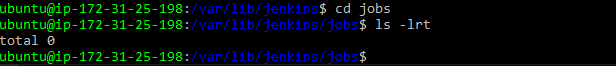 ubuntu@ip-172-31-25-198:/var/lib/jenkins$ cd jobs
ubuntu@ip-172-31-25-198:/var/lib/jenkins/jobs$ ls -lrt
total 0
ubuntu@ip-172-31-25-198:/var/lib/jenkins/jobs$